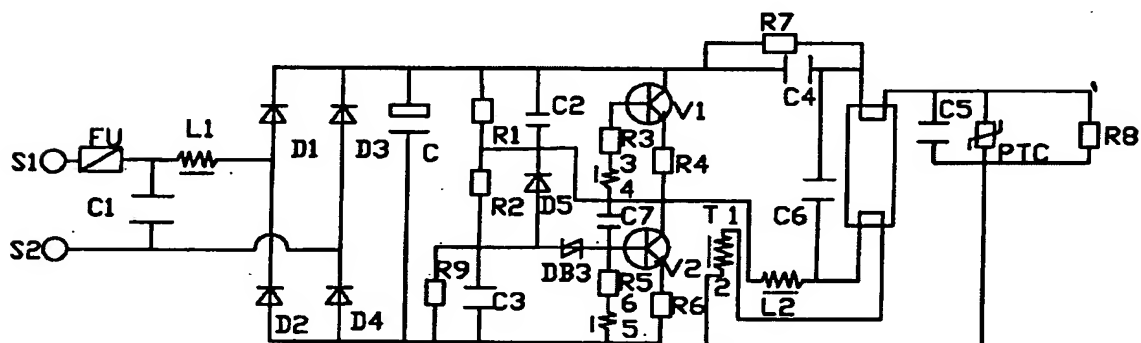 R7
C2
V1
C4
C5
FU
L1
R3
R8
S1
D1
D3
C
R1
R4
PTC
3
4
C1
R2
D5
C7
T1
C6
S2
V2
2
R9
DB3
R5
L2
C3
6
R6
D2
D4
5